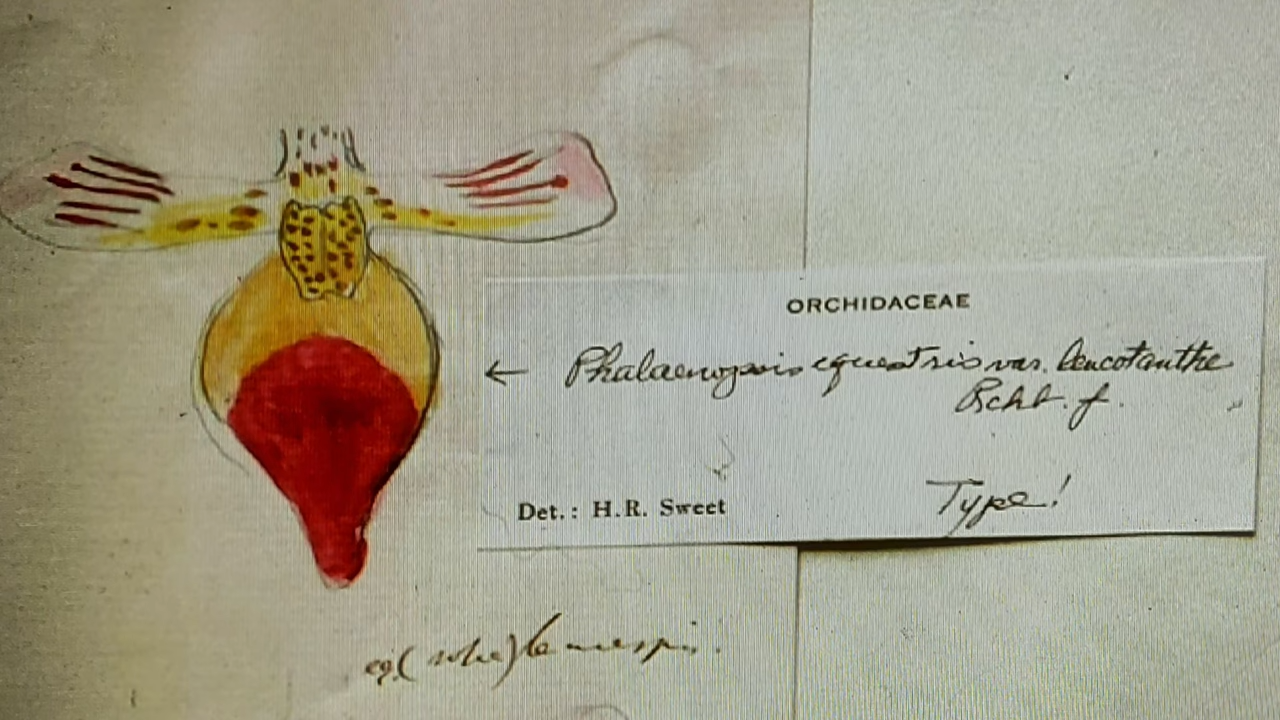 ORCHIDACEAE
← Phalaenopsis equestris var. leucotanthe
Rchb. f.
Type!
Det.: H.R. Sweet